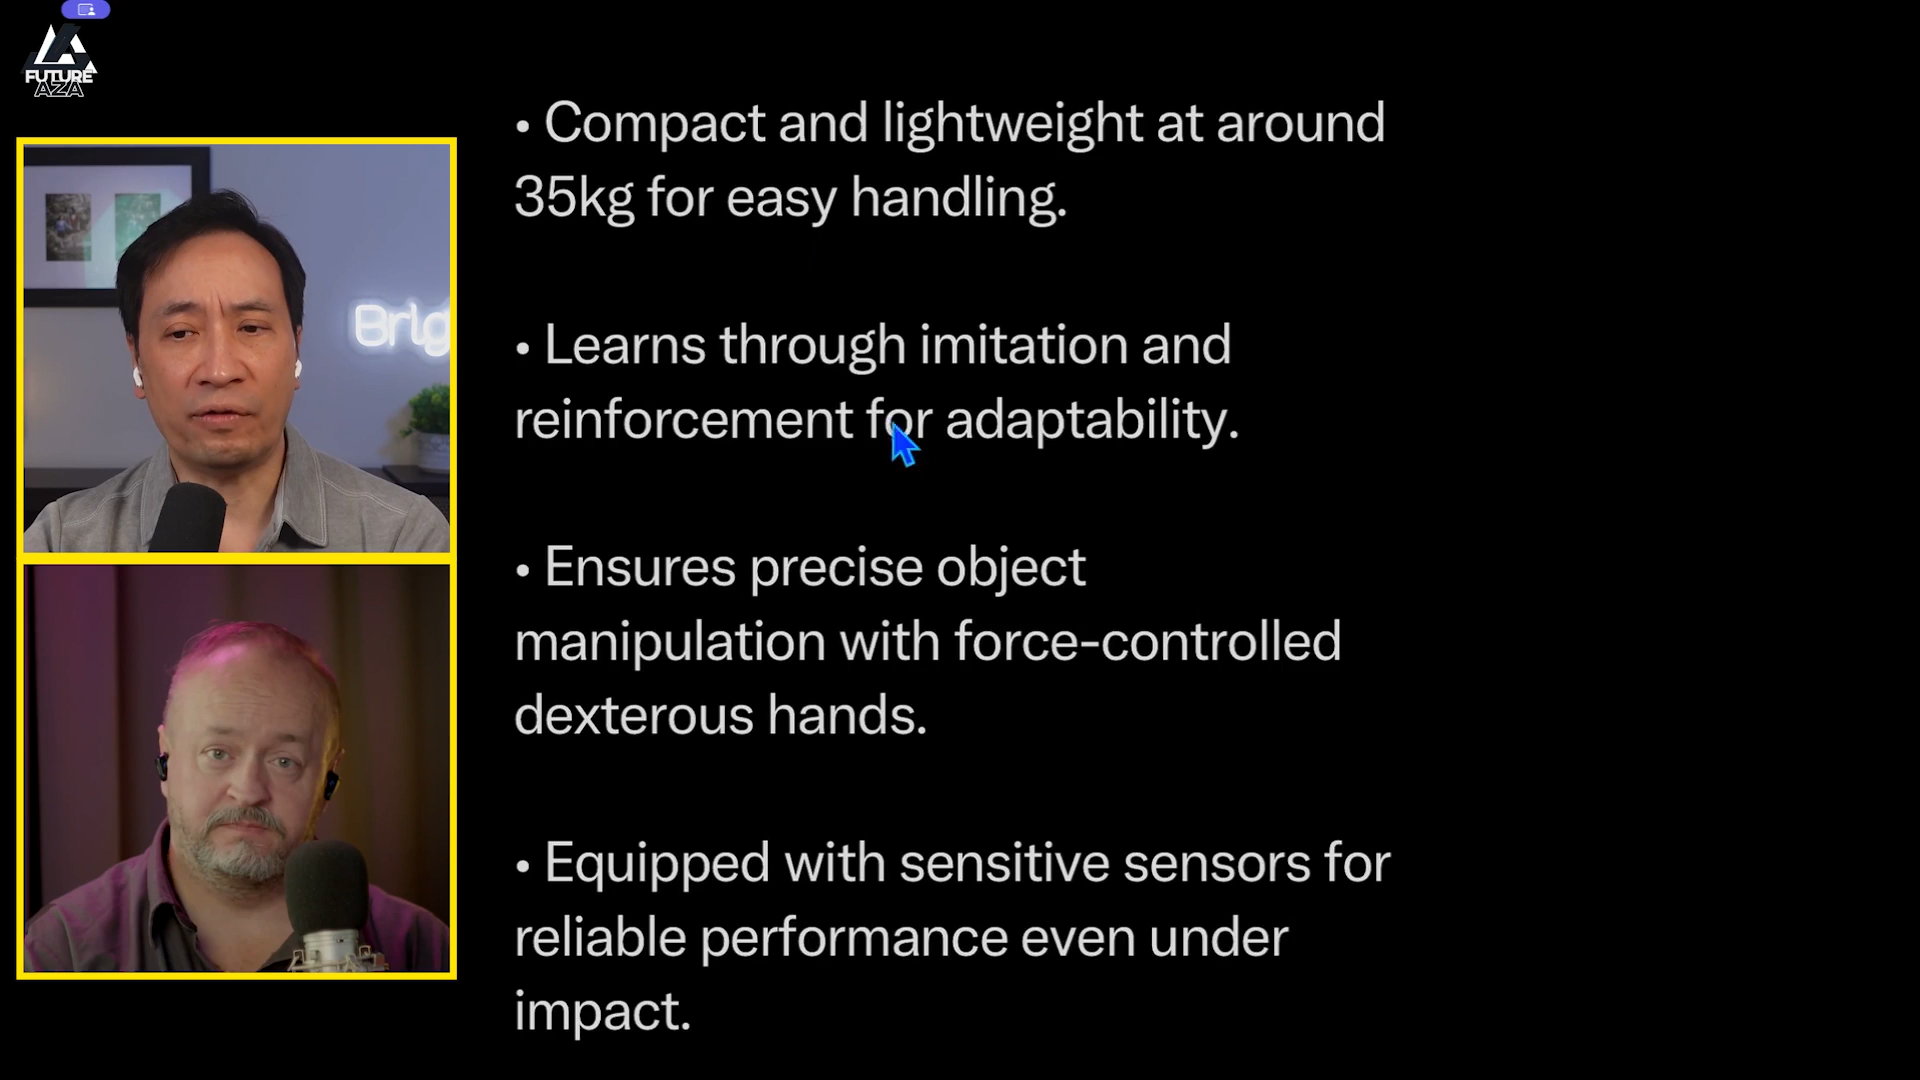 FUTURE
AZA
• Compact and lightweight at around
35kg for easy handling.
Brig
• Learns through imitation and
reinforcement for adaptability.
• Ensures precise object
manipulation with force-controlled
dexterous hands.
• Equipped with sensitive sensors for
reliable performance even under
impact.